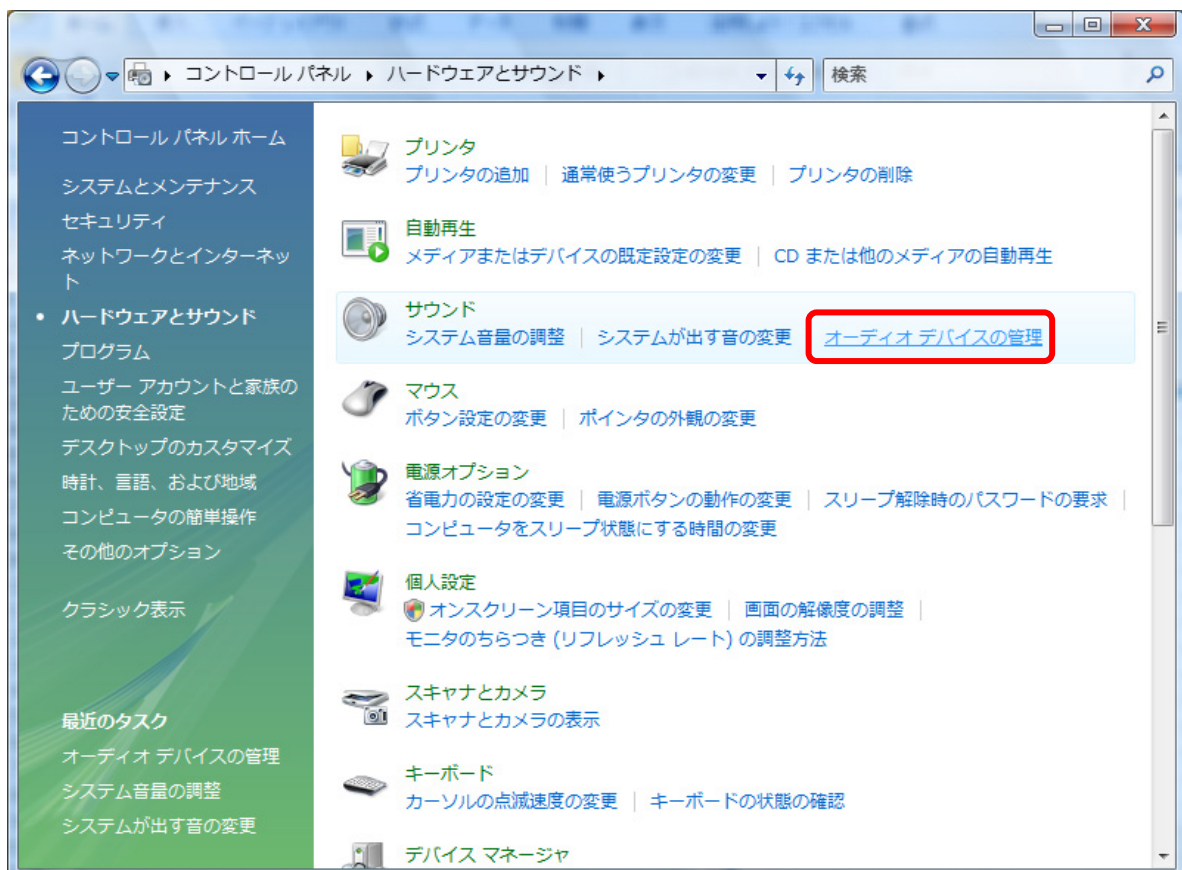 コントロール パネル ▸ ハードウェアとサウンド ▸
検索
コントロール パネル ホーム
システムとメンテナンス
セキュリティ
ネットワークとインターネッ
ト
• ハードウェアとサウンド
プログラム
ユーザー アカウントと家族の
ための安全設定
デスクトップのカスタマイズ
時計、言語、および地域
コンピュータの簡単操作
その他のオプション
クラシック表示
最近のタスク
オーディオ デバイスの管理
システム音量の調整
システムが出す音の変更
プリンタ
プリンタの追加 | 通常使うプリンタの変更 | プリンタの削除
自動再生
メディアまたはデバイスの既定設定の変更 | CD または他のメディアの自動再生
サウンド
システム音量の調整 | システムが出す音の変更 オーディオ デバイスの管理
マウス
ボタン設定の変更 | ポインタの外観の変更
電源オプション
省電力の設定の変更 | 電源ボタンの動作の変更 | スリープ解除時のパスワードの要求 |
コンピュータをスリープ状態にする時間の変更
個人設定
オンスクリーン項目のサイズの変更 | 画面の解像度の調整 |
モニタのちらつき (リフレッシュ レート) の調整方法
スキャナとカメラ
スキャナとカメラの表示
キーボード
カーソルの点滅速度の変更 | キーボードの状態の確認
デバイス マネージャ